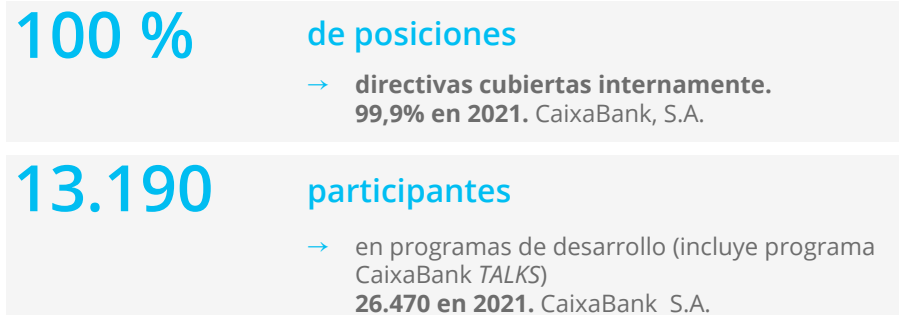 100 %
de posiciones
→ directivas cubiertas internamente.
99,9% en 2021. CaixaBank, S.A.
13.190
participantes
→ en programas de desarrollo (incluye programa
CaixaBank TALKS)
26.470 en 2021. CaixaBank S.A.